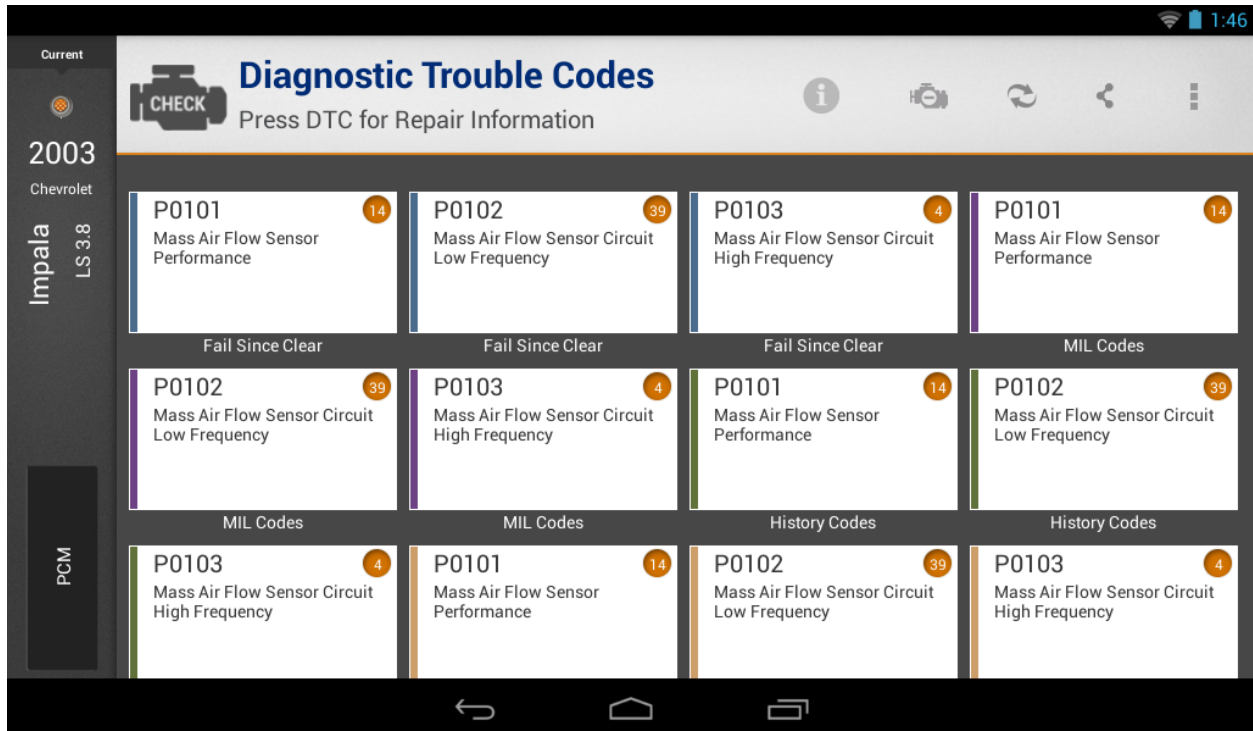 1:46
Current
2003
Chevrolet
Impala
LS 3.8
PCM
CHECK
Diagnostic Trouble Codes
Press DTC for Repair Information
P0101
14
Mass Air Flow Sensor
Performance
Fail Since Clear
P0102
39
Mass Air Flow Sensor Circuit
Low Frequency
Fail Since Clear
P0103
4
Mass Air Flow Sensor Circuit
High Frequency
Fail Since Clear
P0101
14
Mass Air Flow Sensor
Performance
MIL Codes
P0102
39
Mass Air Flow Sensor Circuit
Low Frequency
MIL Codes
P0103
4
Mass Air Flow Sensor Circuit
High Frequency
MIL Codes
P0101
14
Mass Air Flow Sensor
Performance
History Codes
P0102
39
Mass Air Flow Sensor Circuit
Low Frequency
History Codes
P0103
4
Mass Air Flow Sensor Circuit
High Frequency
P0101
14
Mass Air Flow Sensor
Performance
P0102
39
Mass Air Flow Sensor Circuit
Low Frequency
P0103
4
Mass Air Flow Sensor Circuit
High Frequency